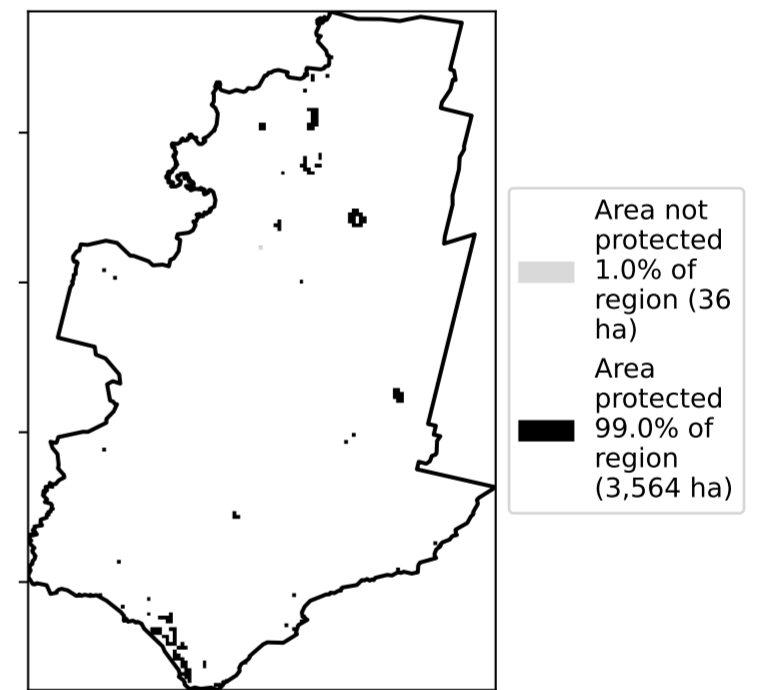 Area not
protected
1.0% of
region (36
ha)
Area
protected
99.0% of
region
(3,564 ha)